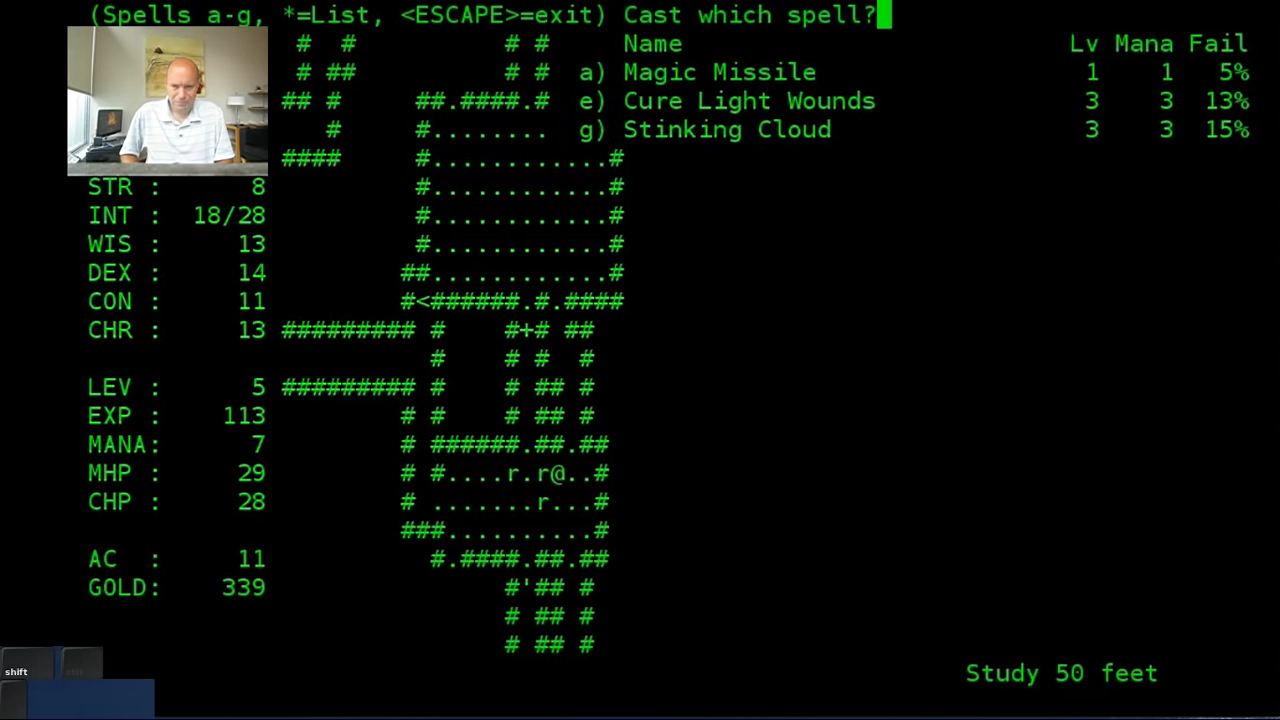 (Spells a-g, *=List, <ESCAPE>=exit) Cast which spell?
# # # # Name Lv Mana Fail
# ## # # a) Magic Missile 1 1 5%
## # ##.####.# e) Cure Light Wounds 3 3 13%
# #........ g) Stinking Cloud 3 3 15%
#### #............#
STR : 8 #............#
INT : 18/28 #............#
WIS : 13 #............#
DEX : 14 ##............#
CON : 11 #<######.#.####
CHR : 13 ######### # #+# ##
# # # #
LEV : 5 ######### # # ## #
EXP : 113 # # # ## #
MANA: 7 # ######.##.##
MHP : 29 # #....r.r@..#
CHP : 28 # .......r...#
###..........#
AC : 11 #.####.##.##
GOLD: 339 #'## #
# ## #
shift # ## #
Study 50 feet